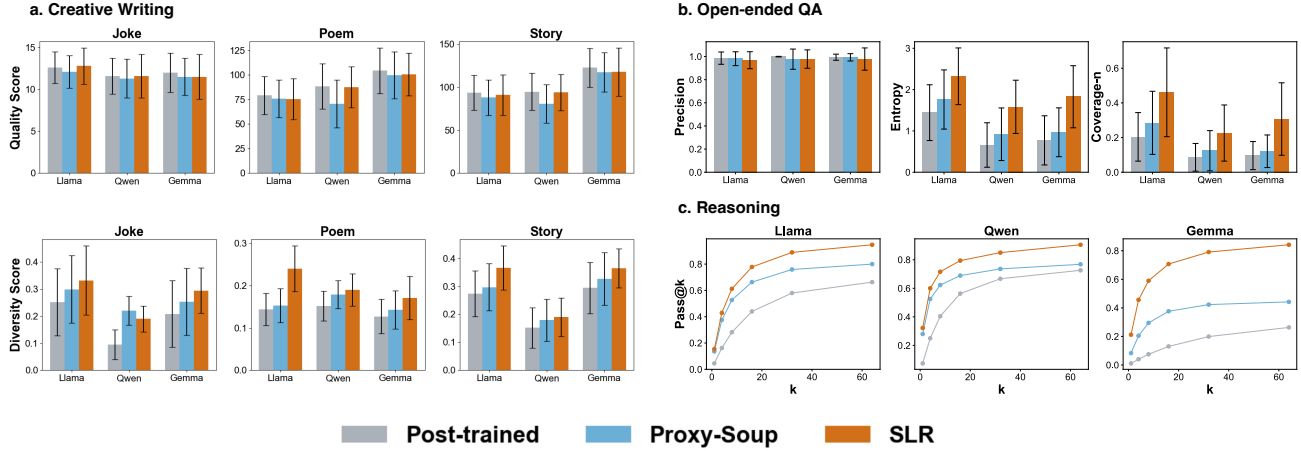 a. Creative Writing
Joke
Poem
Story
Quality Score
15
10
5
0
Llama
Qwen
Gemma
125
100
75
50
25
0
Llama
Qwen
Gemma
150
100
50
0
Llama
Qwen
Gemma
Joke
Poem
Story
Diversity Score
0.4
0.3
0.2
0.1
0.0
Llama
Qwen
Gemma
0.3
0.2
0.1
0.0
Llama
Qwen
Gemma
0.4
0.3
0.2
0.1
0.0
Llama
Qwen
Gemma
b. Open-ended QA
Precision
1.0
0.8
0.6
0.4
0.2
0.0
Llama
Qwen
Gemma
Entropy
3
2
1
0
Llama
Qwen
Gemma
Coverage-n
0.6
0.4
0.2
0.0
Llama
Qwen
Gemma
c. Reasoning
Llama
Pass@k
0.8
0.6
0.4
0.2
0.0
0
20
40
60
k
Qwen
0.8
0.6
0.4
0.2
0
20
40
60
k
Gemma
0.8
0.6
0.4
0.2
0.0
0
20
40
60
k
Post-trained
Proxy-Soup
SLR